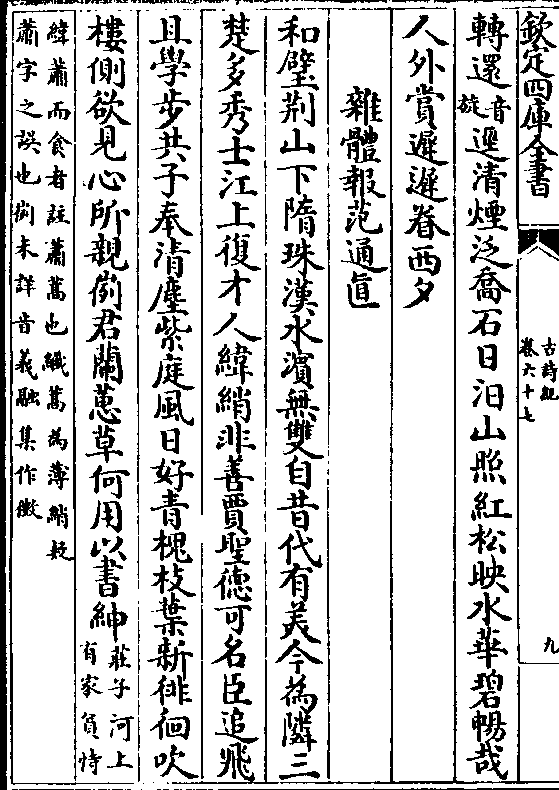 欽定四庫全書
古詩紀
卷六十七
九
轉還音旋遊清煙泛喬石日汨山照紅松映水華碧暢哉
人外賞遲遲眷西夕
雜體報范通直
和璧荆山下隋珠漢水濵無雙自昔代有美今為隣三
楚多秀士江上復才人緯綃非善賈聖德可名臣追飛
且學步共子奉清塵紫庭風日好青槐枝葉新徘徊吹
樓側欲見心所親㓮君蘭蕙草何用以書紳莊子河上有家貧恃
緯蕭而食者註蕭蒿也織蒿為薄綃疑
蕭字之誤也㓮未詳音義融集作徴